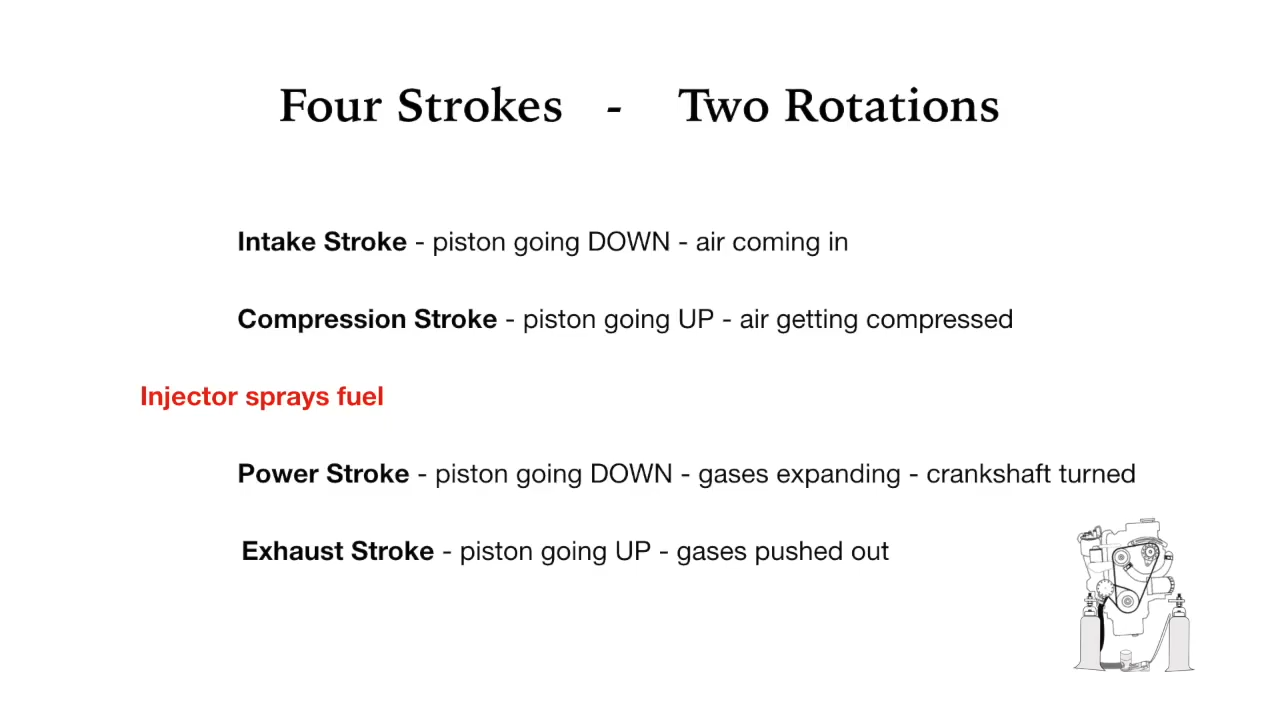 Four Strokes - Two Rotations
Intake Stroke - piston going DOWN - air coming in
Compression Stroke - piston going UP - air getting compressed
Injector sprays fuel
Power Stroke - piston going DOWN - gases expanding - crankshaft turned
Exhaust Stroke - piston going UP - gases pushed out